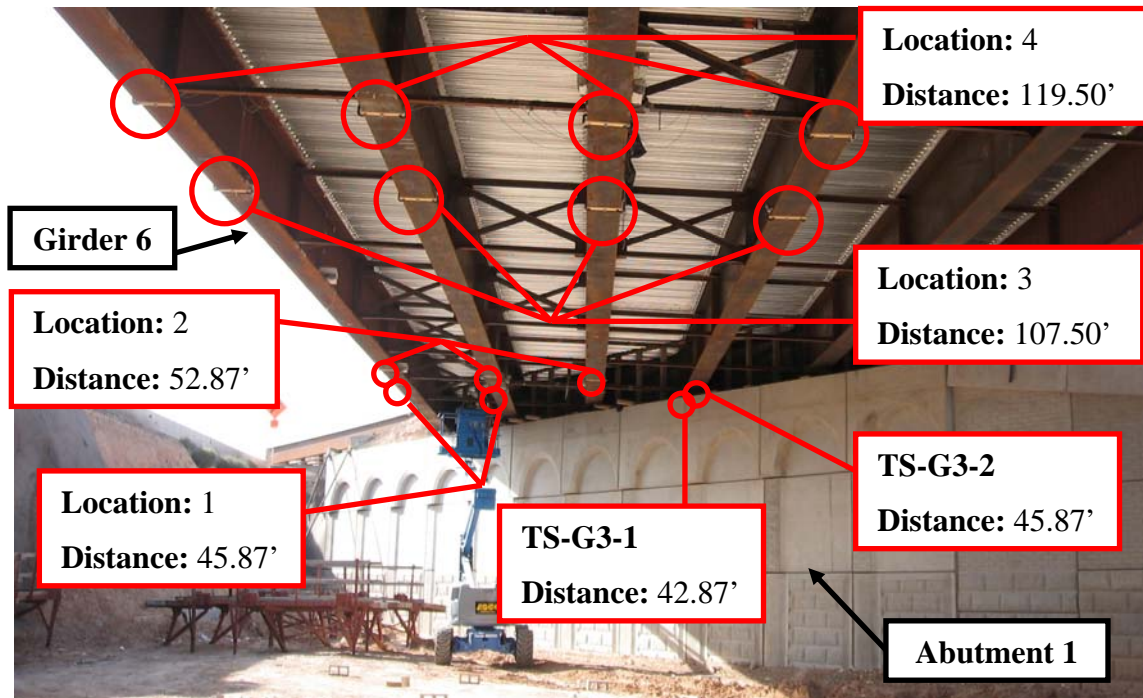 Location: 4
Distance: 119.50’
Girder 6
Location: 3
Distance: 107.50’
Location: 2
Distance: 52.87’
Location: 1
Distance: 45.87’
TS-G3-1
Distance: 42.87’
TS-G3-2
Distance: 45.87’
Abutment 1